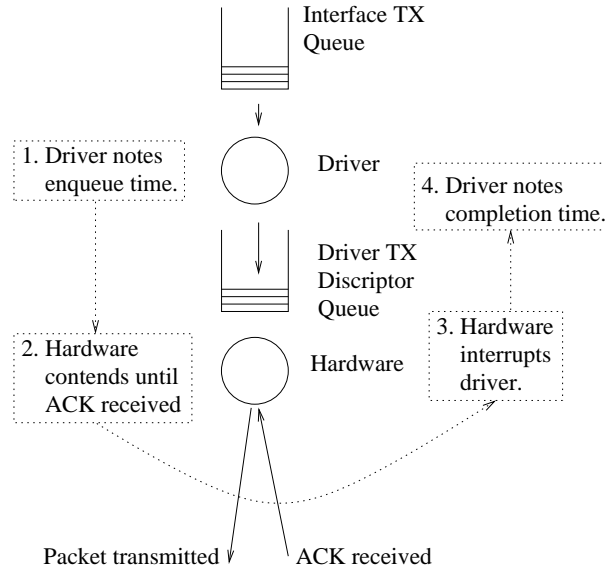 Interface TX
Queue
1. Driver notes
enqueue time.
Driver
4. Driver notes
completion time.
Driver TX
Discriptor
Queue
2. Hardware
contends until
ACK received
Hardware
3. Hardware
interrupts
driver.
Packet transmitted
ACK received